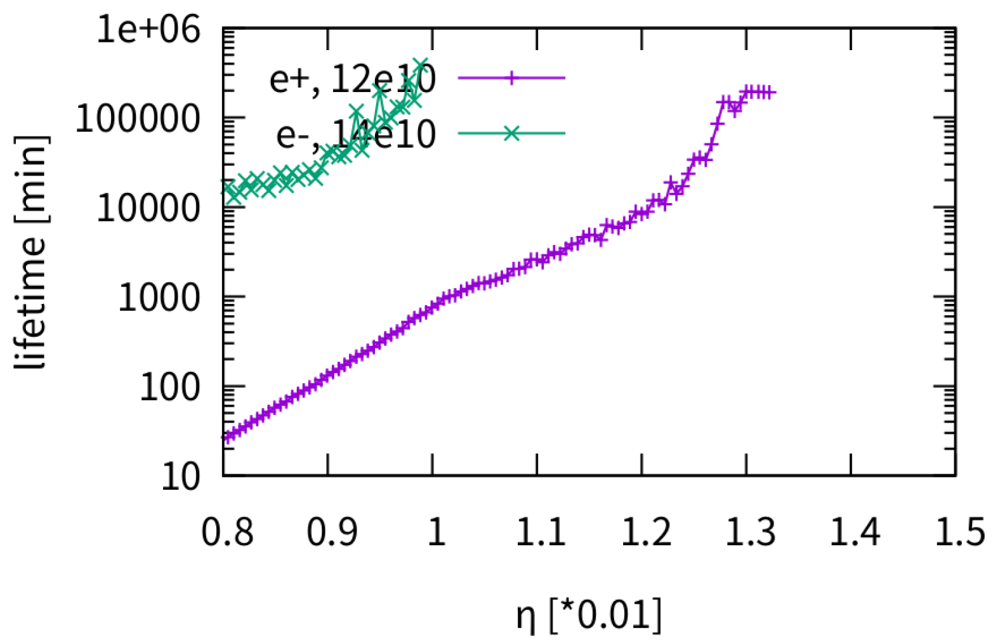 1e+06
100000
10000
1000
100
10
lifetime [min]
e+, 12e10
e-, 14e10
0.8 0.9 1 1.1 1.2 1.3 1.4 1.5
η [*0.01]